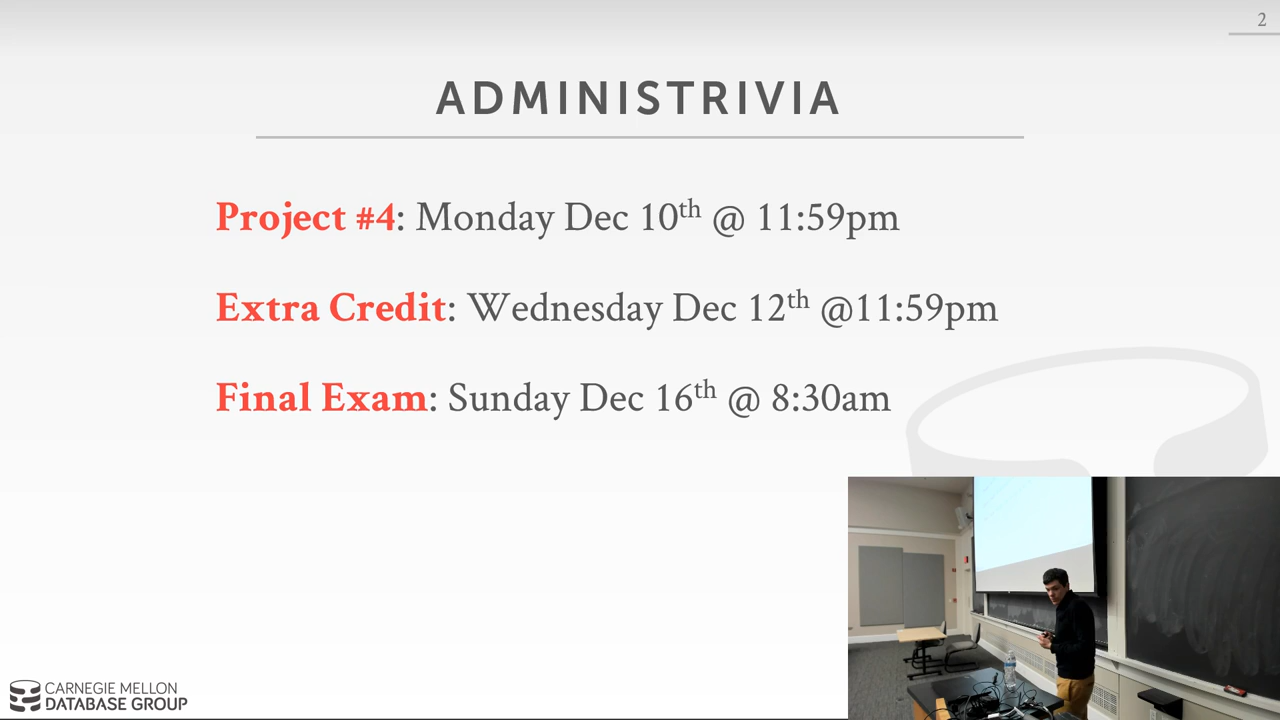 2
ADMINISTRIVIA
Project #4: Monday Dec 10th @ 11:59pm
Extra Credit: Wednesday Dec 12th @11:59pm
Final Exam: Sunday Dec 16th @ 8:30am
CARNEGIE MELLON
DATABASE GROUP